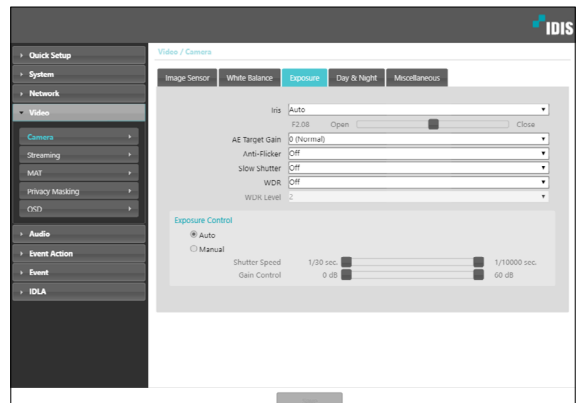 IDIS
Quick Setup
System
Network
Video
Camera
Streaming
MAT
Privacy Masking
OSD
Audio
Event Action
Event
IDLA
Video / Camera
Image Sensor White Balance Exposure Day & Night Miscellaneous
Iris Auto
F2.08 Open Close
AE Target Gain 0 (Normal)
Anti-Flicker Off
Slow Shutter Off
WDR Off
WDR Level 2
Exposure Control
Auto
Manual
Shutter Speed 1/30 sec. 1/10000 sec.
Gain Control 0 dB 60 dB